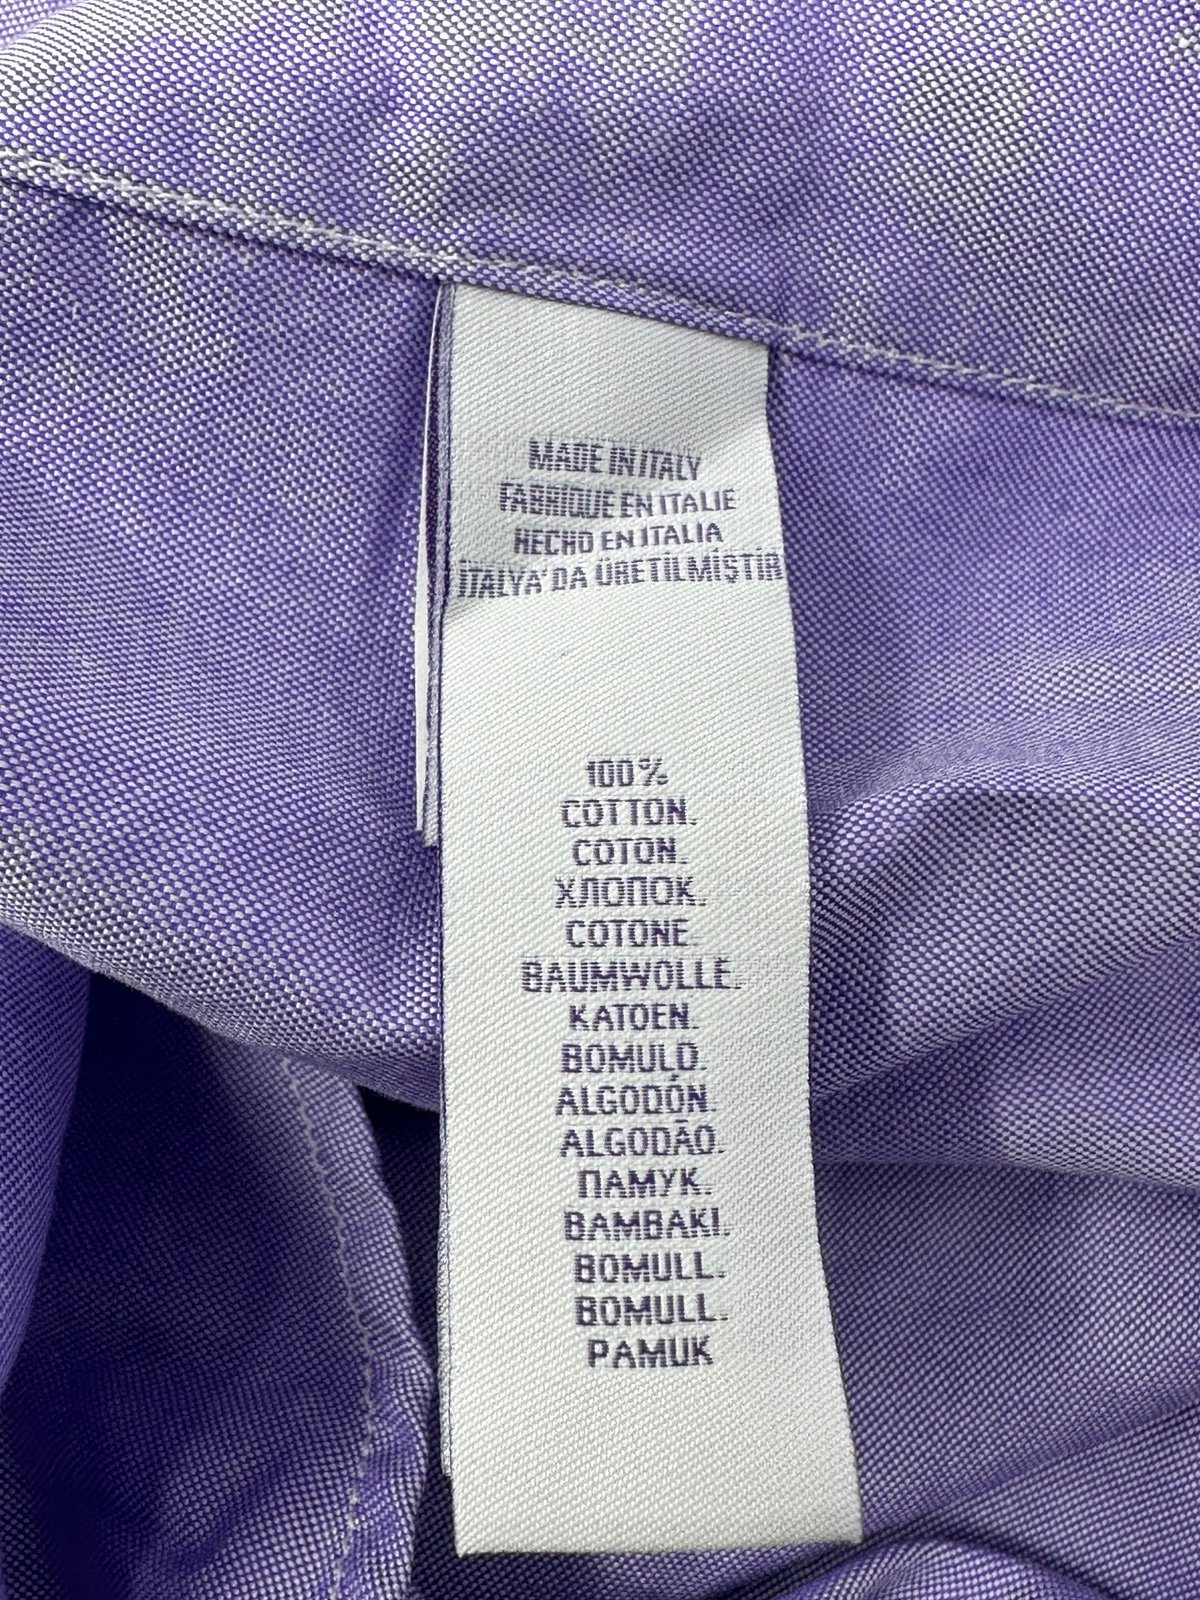 MADE IN ITALY
FABRIQUE EN ITALIE
HECHO EN ITALIA
İTALYA' DA ÜRETİLMİŞTİR
100%
COTTON.
COTON.
ХЛОПОК.
COTONE.
BAUMWOLLE.
KATOEN.
BOMULD.
ALGODÓN.
ALGODÃO.
ПАМУК.
BAMBAKI.
BOMULL.
BOMULL.
PAMUK